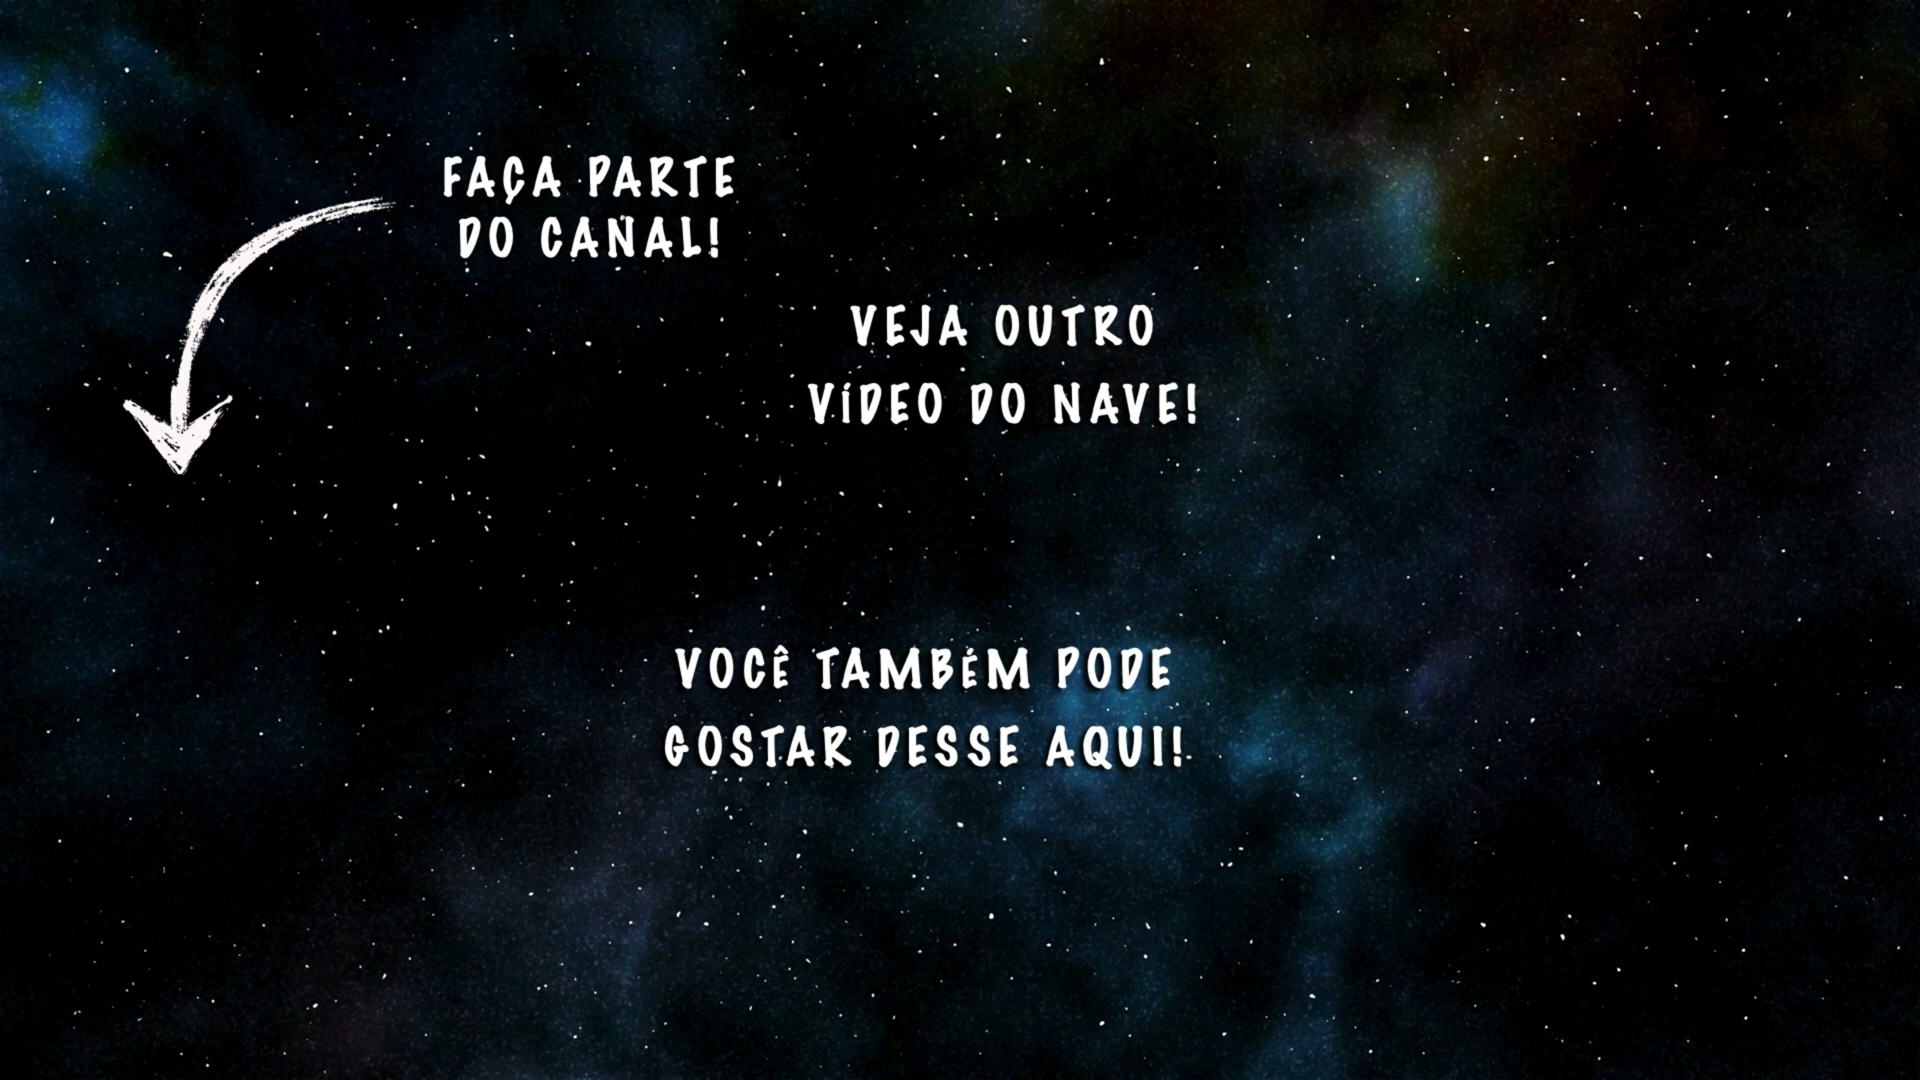 FAÇA PARTE
DO CANAL!
VEJA OUTRO
VÍDEO DO NAVE!
VOCÊ TAMBÉM PODE
GOSTAR DESSE AQUI!